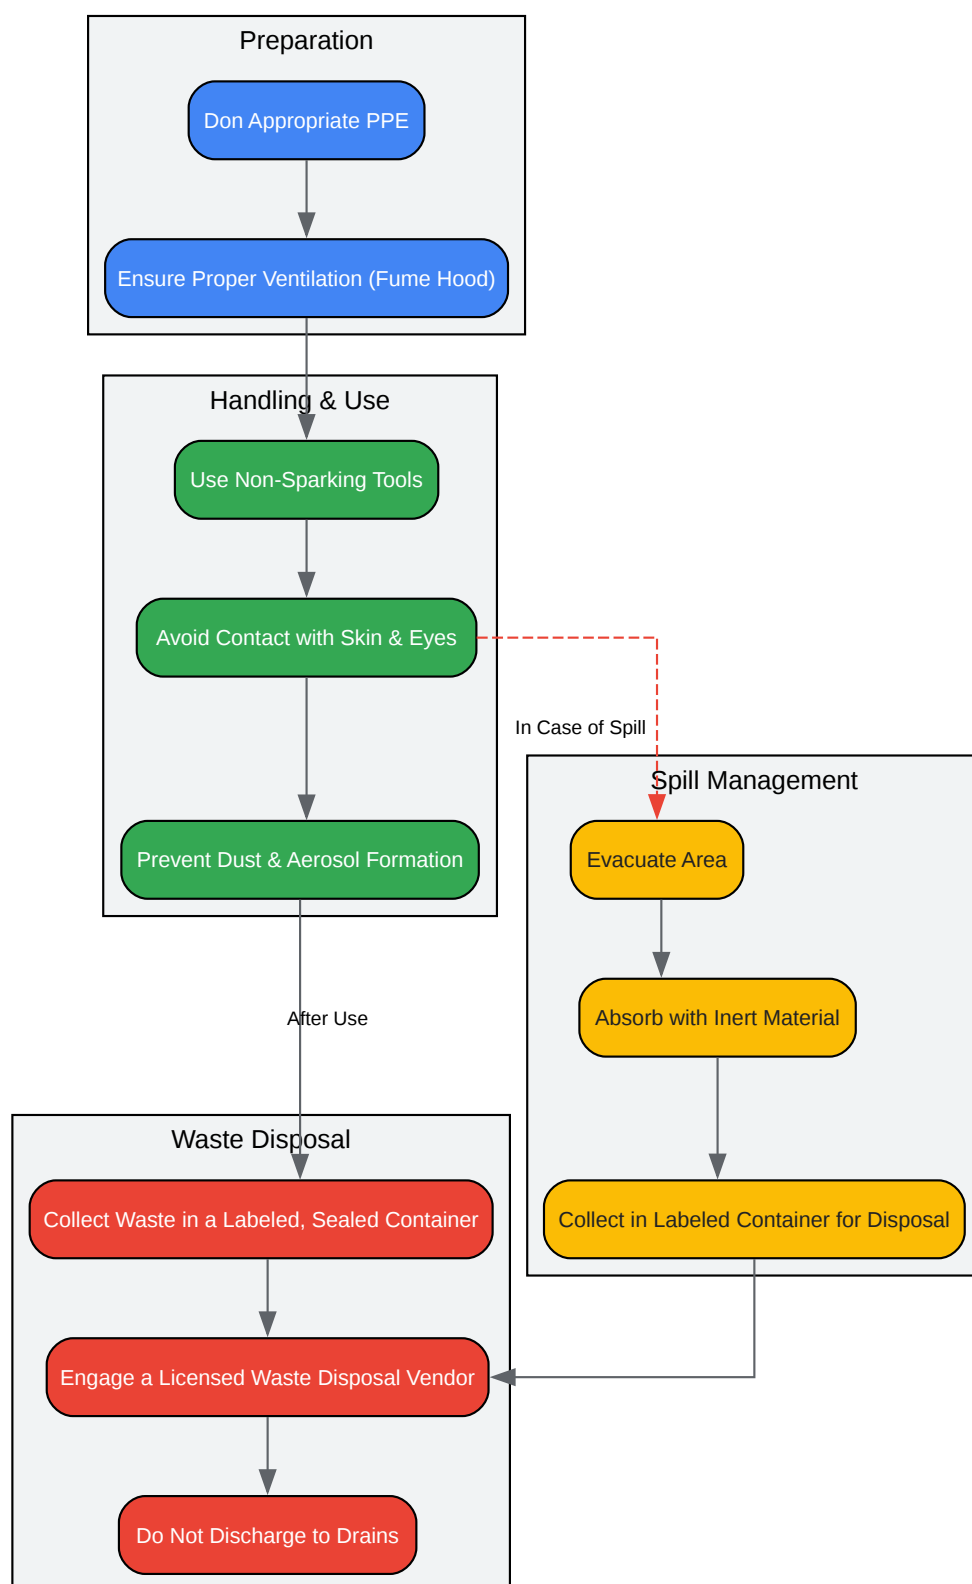 Preparation
Don Appropriate PPE
Ensure Proper Ventilation (Fume Hood)
Handling & Use
Use Non-Sparking Tools
Avoid Contact with Skin & Eyes
In Case of Spill
Prevent Dust & Aerosol Formation
Spill Management
Evacuate Area
Absorb with Inert Material
Collect in Labeled Container for Disposal
After Use
Waste Disposal
Collect Waste in a Labeled, Sealed Container
Engage a Licensed Waste Disposal Vendor
Do Not Discharge to Drains